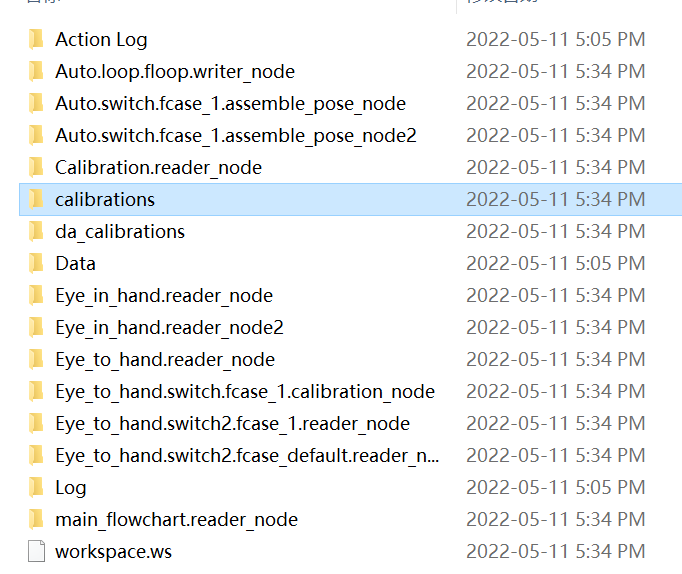 Action Log 2022-05-11 5:05 PM
Auto.loop.floop.writer_node 2022-05-11 5:34 PM
Auto.switch.fcase_1.assemble_pose_node 2022-05-11 5:34 PM
Auto.switch.fcase_1.assemble_pose_node2 2022-05-11 5:34 PM
Calibration.reader_node 2022-05-11 5:34 PM
calibrations 2022-05-11 5:34 PM
da_calibrations 2022-05-11 5:34 PM
Data 2022-05-11 5:05 PM
Eye_in_hand.reader_node 2022-05-11 5:34 PM
Eye_in_hand.reader_node2 2022-05-11 5:34 PM
Eye_to_hand.reader_node 2022-05-11 5:34 PM
Eye_to_hand.switch.fcase_1.calibration_node 2022-05-11 5:34 PM
Eye_to_hand.switch2.fcase_1.reader_node 2022-05-11 5:34 PM
Eye_to_hand.switch2.fcase_default.reader_n... 2022-05-11 5:34 PM
Log 2022-05-11 5:05 PM
main_flowchart.reader_node 2022-05-11 5:34 PM
workspace.ws 2022-05-11 5:34 PM